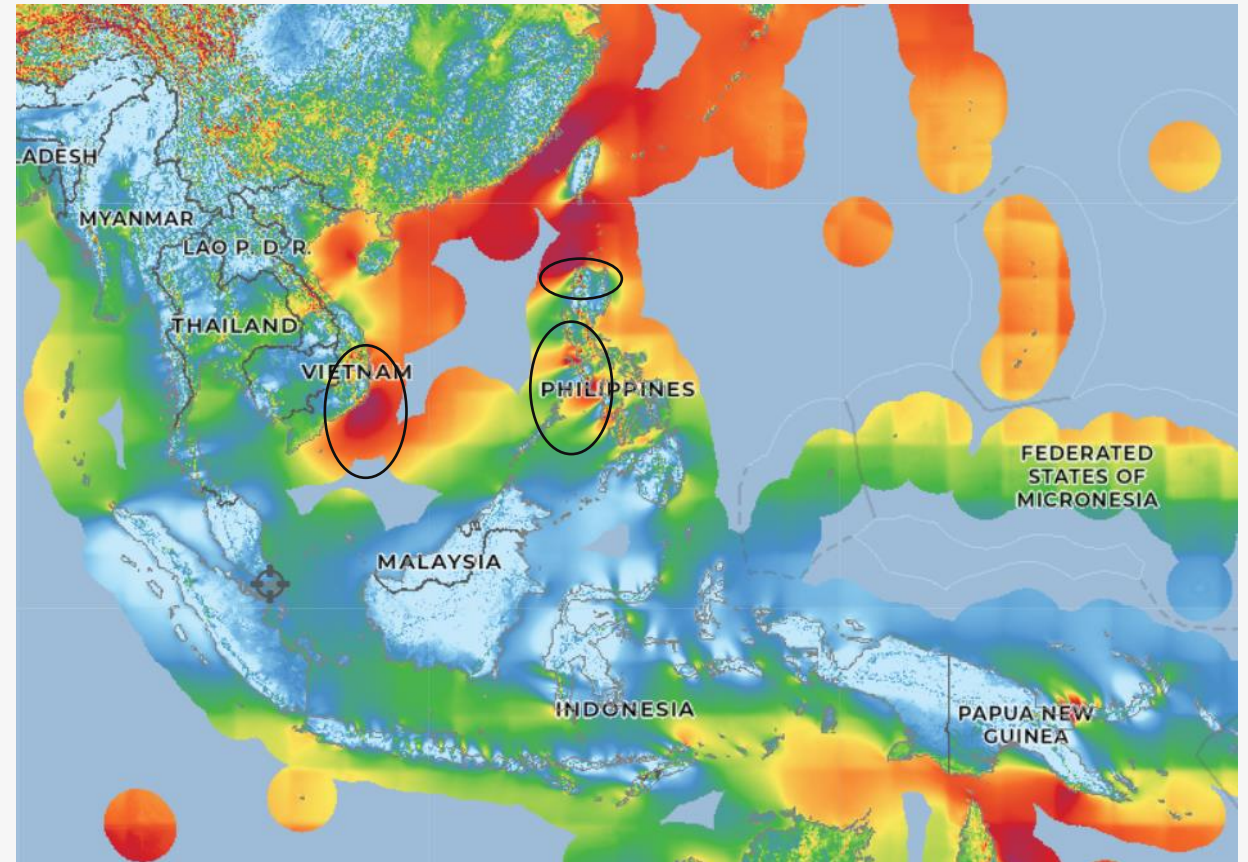 LADESH
MYANMAR
LAO P. D. R.
THAILAND
VIETNAM
PHILIPPINES
FEDERATED
STATES OF
MICRONESIA
MALAYSIA
INDONESIA
PAPUA NEW
GUINEA